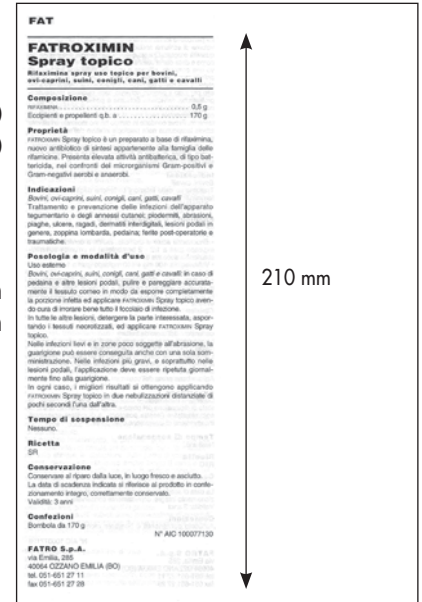 FAT
FATROXIMIN
Spray topico
Rifaximina spray uso topico per bovini,
ovi-caprini, suini, conigli, cani, gatti e cavalli
Composizione
RIFAXIMINA 0,5 g
Eccipienti e propellenti q.b. a 170 g
Proprietà
FATROXIMIN Spray topico è un preparato a base di rifaximina,
nuovo antibiotico di sintesi appartenente alla famiglia delle
rifamicine. Presenta elevata attività antibatterica, di tipo bat-
tericida, nei confronti dei microrganismi Gram-positivi e
Gram-negativi aerobi e anaerobi.
Indicazioni
Bovini, ovi-caprini, suini, conigli, cani, gatti, cavalli
Trattamento e prevenzione delle infezioni dell'apparato
tegumentario e degli annessi cutanei: piodermiti, abrasioni,
piaghe, ulcere, ragadi, dermatiti interdigitali, lesioni podali in
genere, zoppina lombarda, pedaina; ferite post-operatorie e
traumatiche.
Posologia e modalità d'uso
Uso esterno
Bovini, ovi-caprini, suini, conigli, cani, gatti e cavalli: in caso di
pedaina e altre lesioni podali, pulire e pareggiare accurata-
mente il tessuto corneo in modo da esporre completamente
la porzione infetta ed applicare FATROXIMIN Spray topico aven-
do cura di irrorare bene tutto il focolaio di infezione.
In tutte le altre lesioni, detergere la parte interessata, aspor-
tando i tessuti necrotizzati, ed applicare FATROXIMIN Spray
topico.
Nelle infezioni lievi e in zone poco soggette all'abrasione, la
guarigione può essere conseguita anche con una sola som-
ministrazione. Nelle infezioni più gravi, e soprattutto nelle
lesioni podali, l'applicazione deve essere ripetuta giornal-
mente fino alla guarigione.
In ogni caso, i migliori risultati si ottengono applicando
FATROXIMIN Spray topico in due nebulizzazioni distanziate di
pochi secondi l'una dall'altra.
Tempo di sospensione
Nessuno.
Ricetta
SR
Conservazione
Conservare al riparo dalla luce, in luogo fresco e asciutto.
La data di scadenza indicata si riferisce al prodotto in confe-
zionamento integro, correttamente conservato.
Validità: 3 anni
Confezioni
Bombola da 170 g
N° AIC 100077130
FATRO S.p.A.
via Emilia, 285
40064 OZZANO EMILIA (BO)
tel. 051-651 27 11
fax 051-651 27 28
210 mm